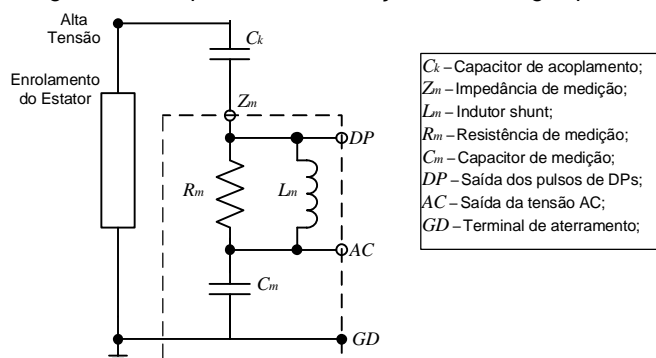 Alta
Tensão
Enrolamento
do Estator
Ck
Zm
DP
Rm
Lm
AC
Cm
GD
Ck – Capacitor de acoplamento;
Zm – Impedância de medição;
Lm – Indutor shunt;
Rm – Resistência de medição;
Cm – Capacitor de medição;
DP – Saída dos pulsos de DPs;
AC – Saída da tensão AC;
GD – Terminal de aterramento;